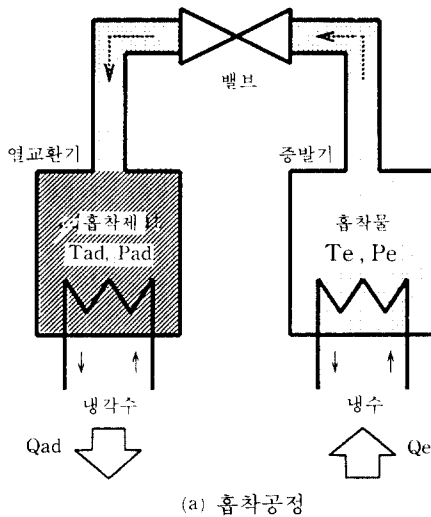 밸브
열교환기
증발기
흡착제
Tad, Pad
흡착물
Te , Pe
냉각수
냉수
Qad
Qe
(a) 흡착공정